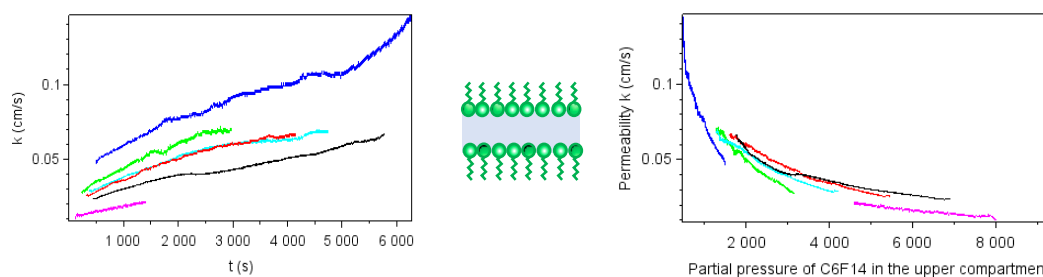 k (cm/s)
0.1
0.05
1 000 2 000 3 000 4 000 5 000 6 000
t (s)
Permeability k (cm/s)
0.1
0.05
2 000 4 000 6 000 8 000
Partial pressure of C6F14 in the upper compartmen